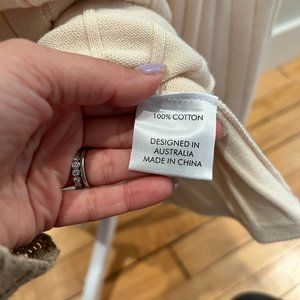 100% COTTON
DESIGNED IN
AUSTRALIA
MADE IN CHINA